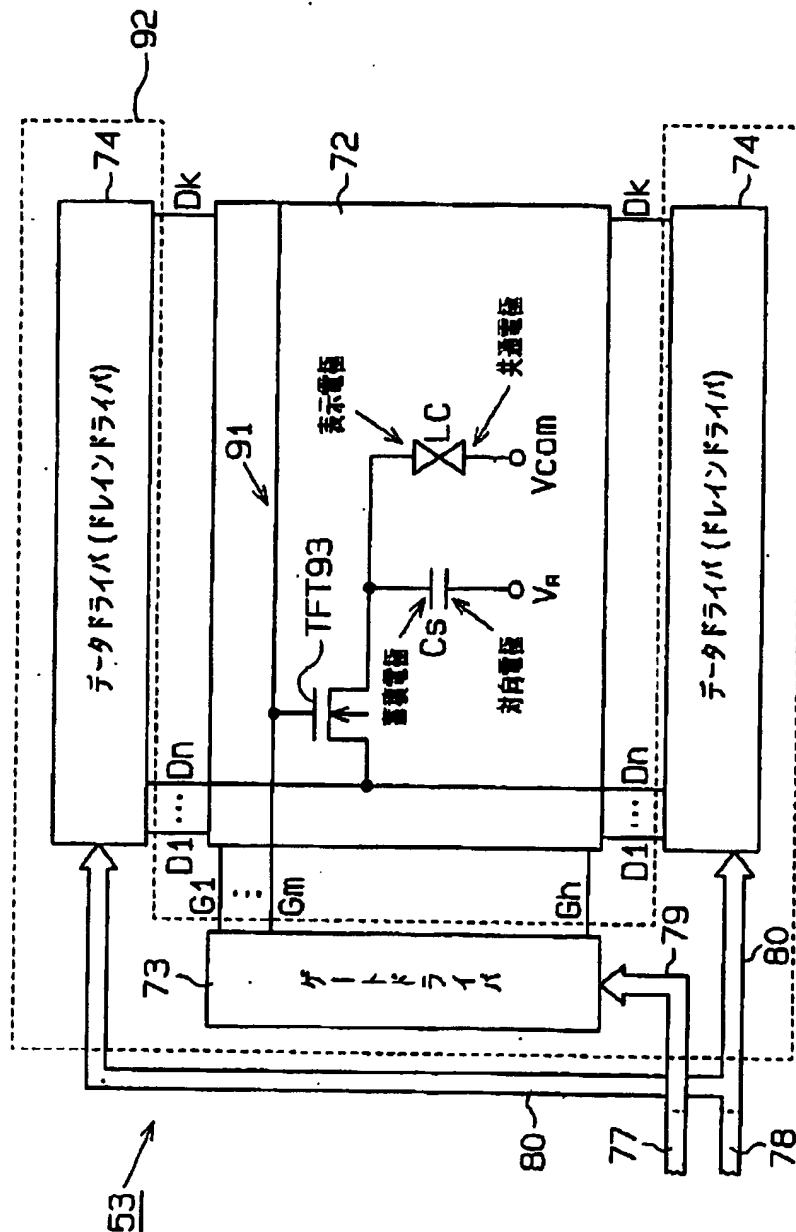 53
92
74
データドライバ(ドレインドライバ)
D1
…
Dn
Dk
73
ゲートドライバ
G1
…
Gm
Gh
91
72
TFT93
表示電極
LC
共通電極
VCOM
蓄積電極
Cs
対向電極
VR
D1
…
Dn
Dk
74
データドライバ(ドレインドライバ)
79
80
80
77
78